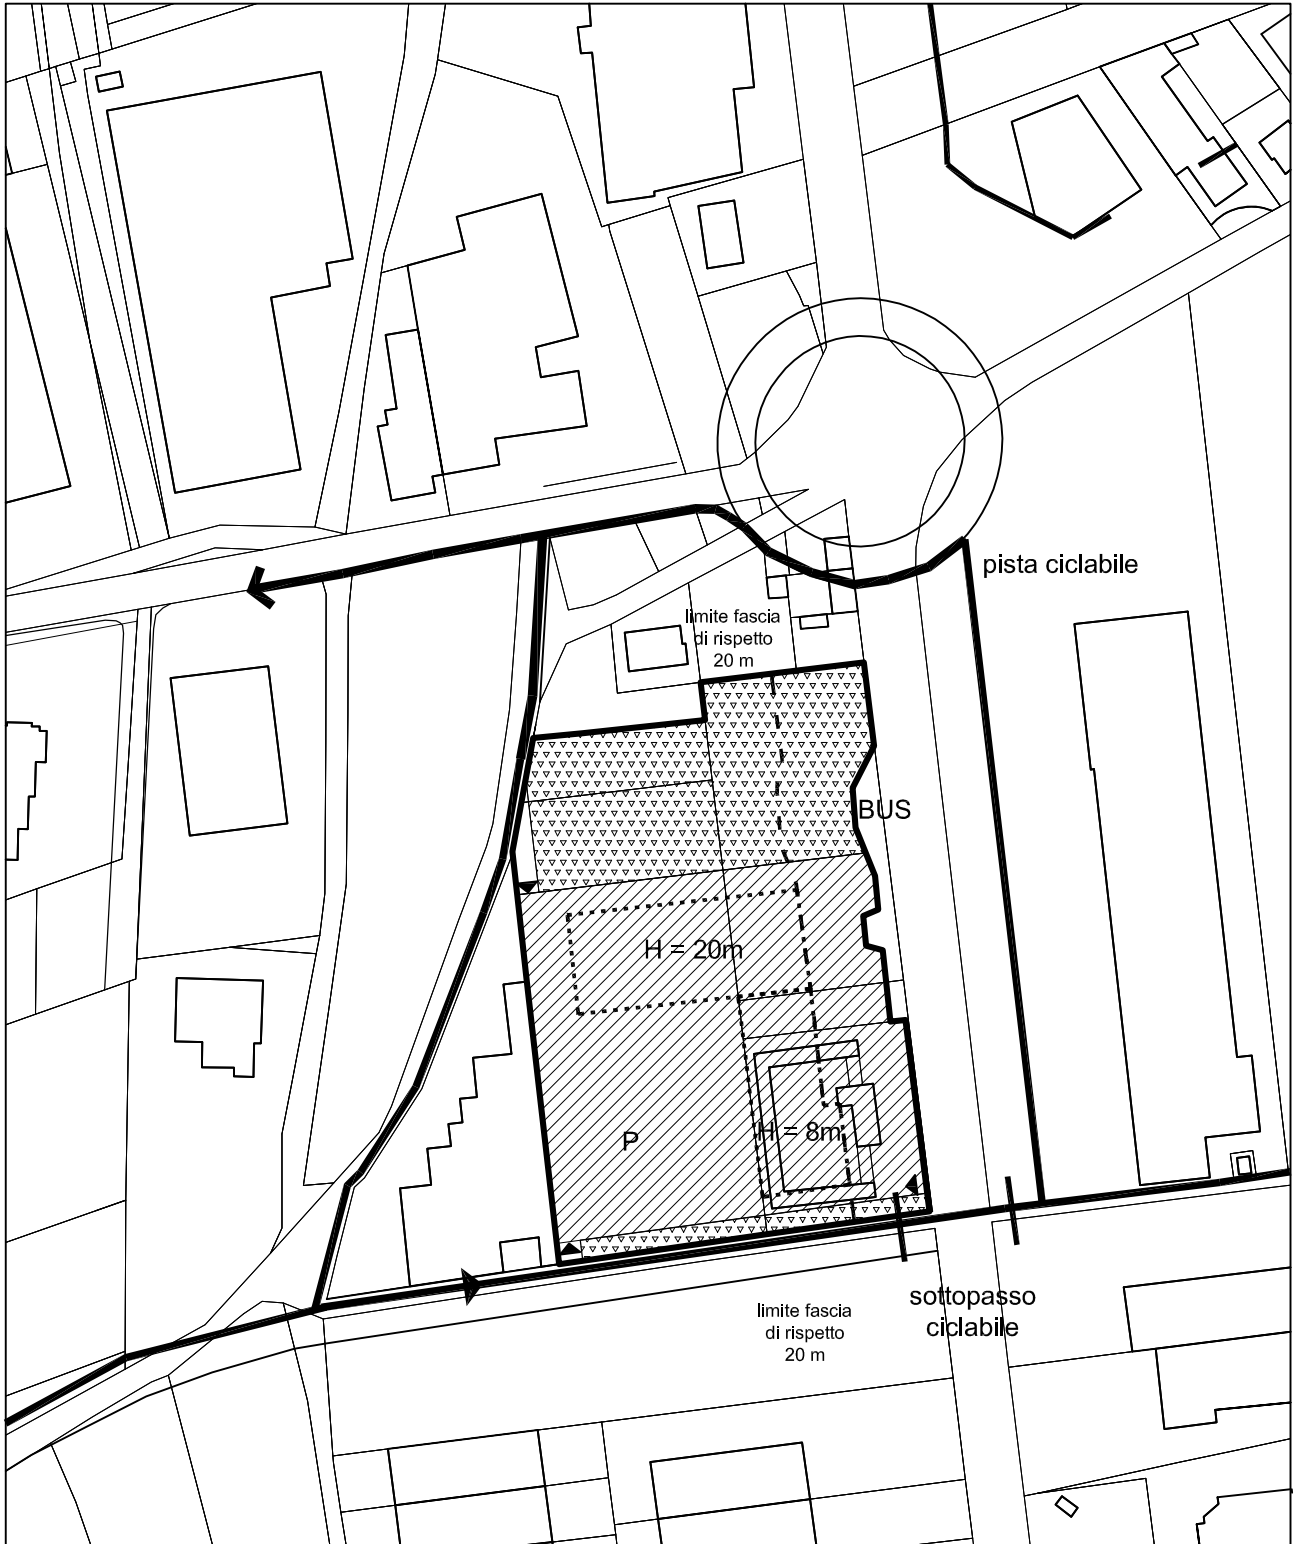 pista ciclabile
limite fascia
di rispetto
20 m
BUS
H = 20m
P
H = 8m
sottopasso
ciclabile
limite fascia
di rispetto
20 m